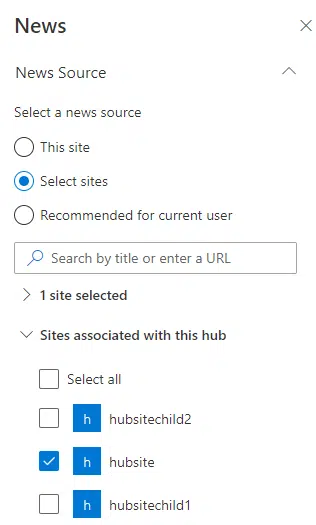 News
News Source
Select a news source
This site
Select sites
Recommended for current user
Search by title or enter a URL
1 site selected
Sites associated with this hub
Select all
h hubsitechild2
h hubsite
h hubsitechild1